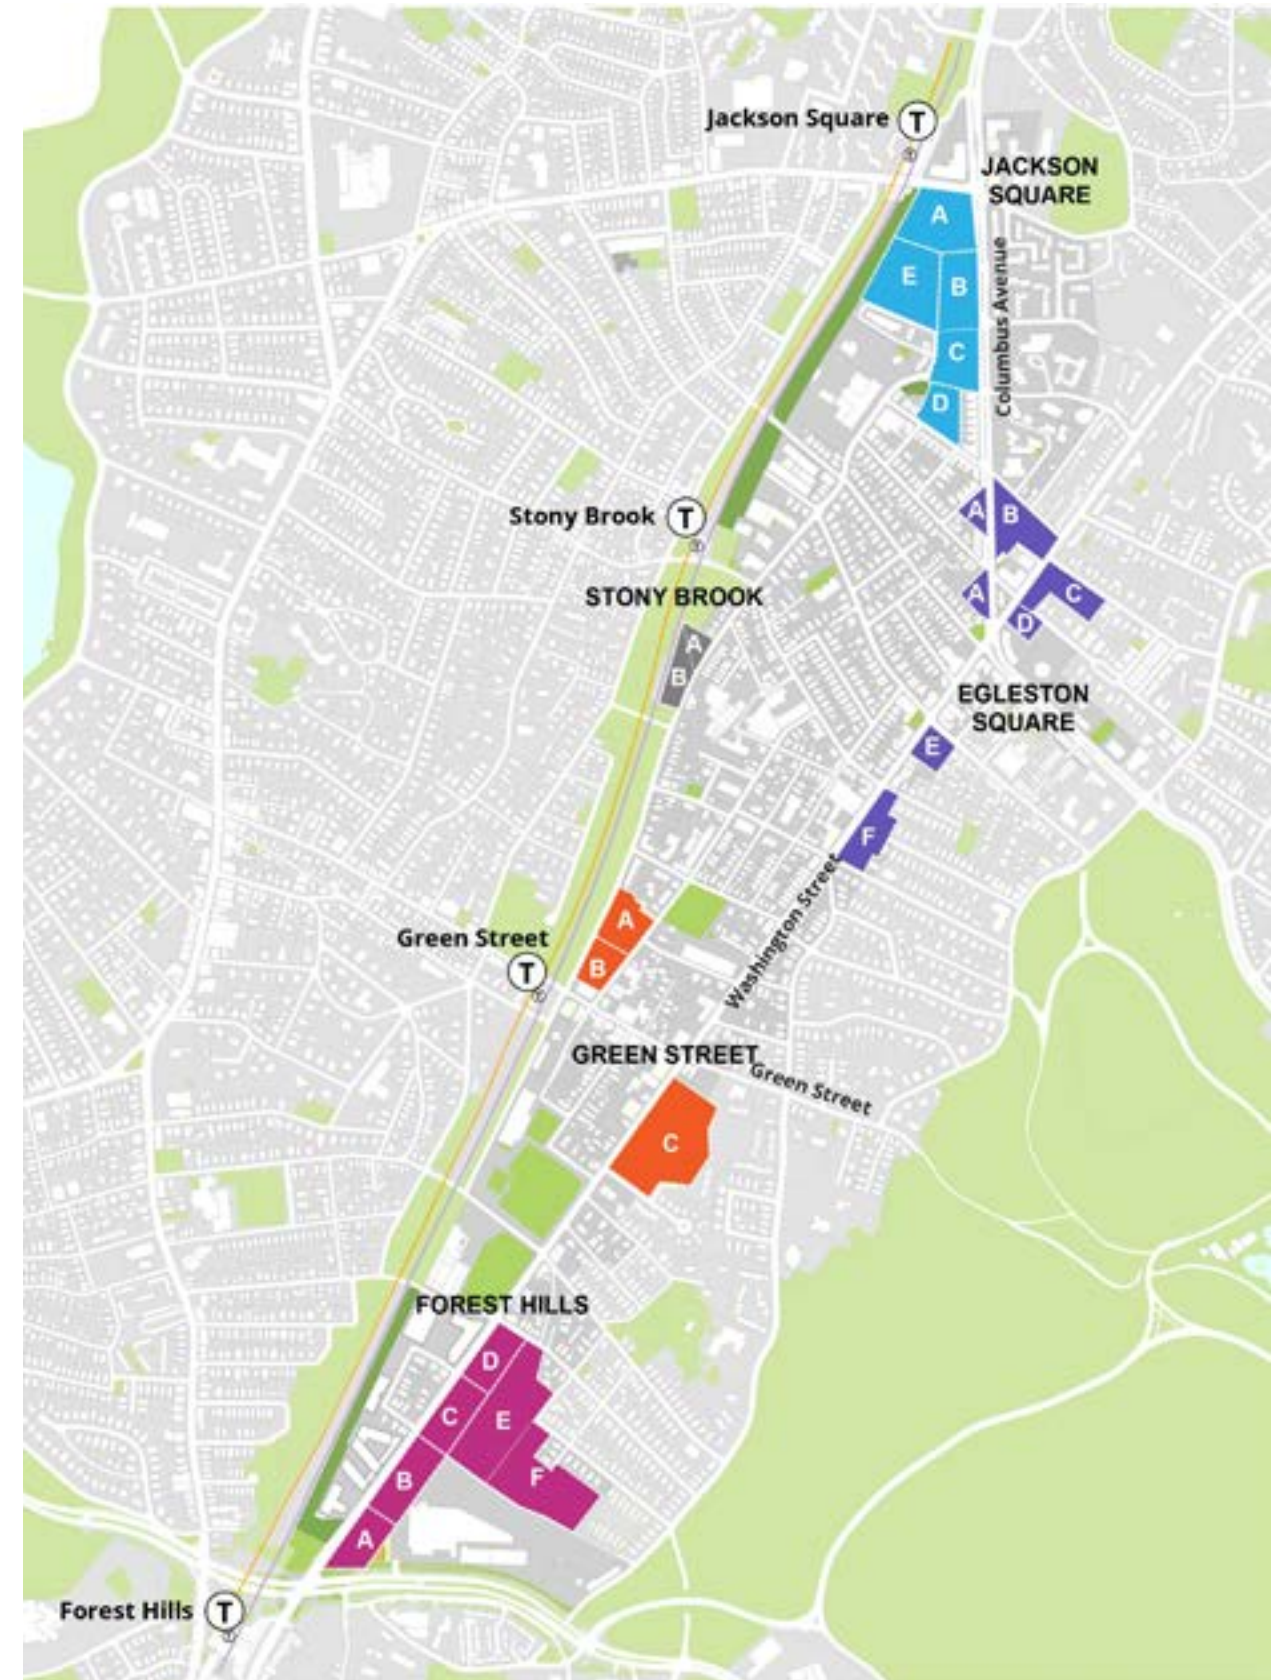 Jackson Square T
JACKSON
SQUARE
A
E
B
C
D
Columbus Avenue
A
B
Stony Brook T
A
C
D
STONY BROOK
A
B
EGLESTON
SQUARE
E
F
Washington Street
A
B
Green Street
T
GREEN STREET
Green Street
C
FOREST HILLS
D
C
E
B
F
A
Forest Hills T